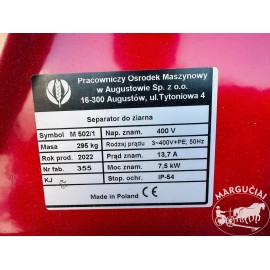 Pracowniczy Ośrodek Maszynowy
w Augustowie Sp. z o.o.
16-300 Augustów, ul.Tytoniowa 4
Separator do ziarna
Symbol M 502/1 Nap. znam. 400 V
Masa 295 kg Rodzaj prądu 3~400V+PE; 50Hz
Rok prod. 2022 Prąd znam. 13,7 A
Nr fab. 355 Moc znam. 7,5 kW
KJ Stop. ochr. IP-54
Made in Poland CE
MARGUČIAI